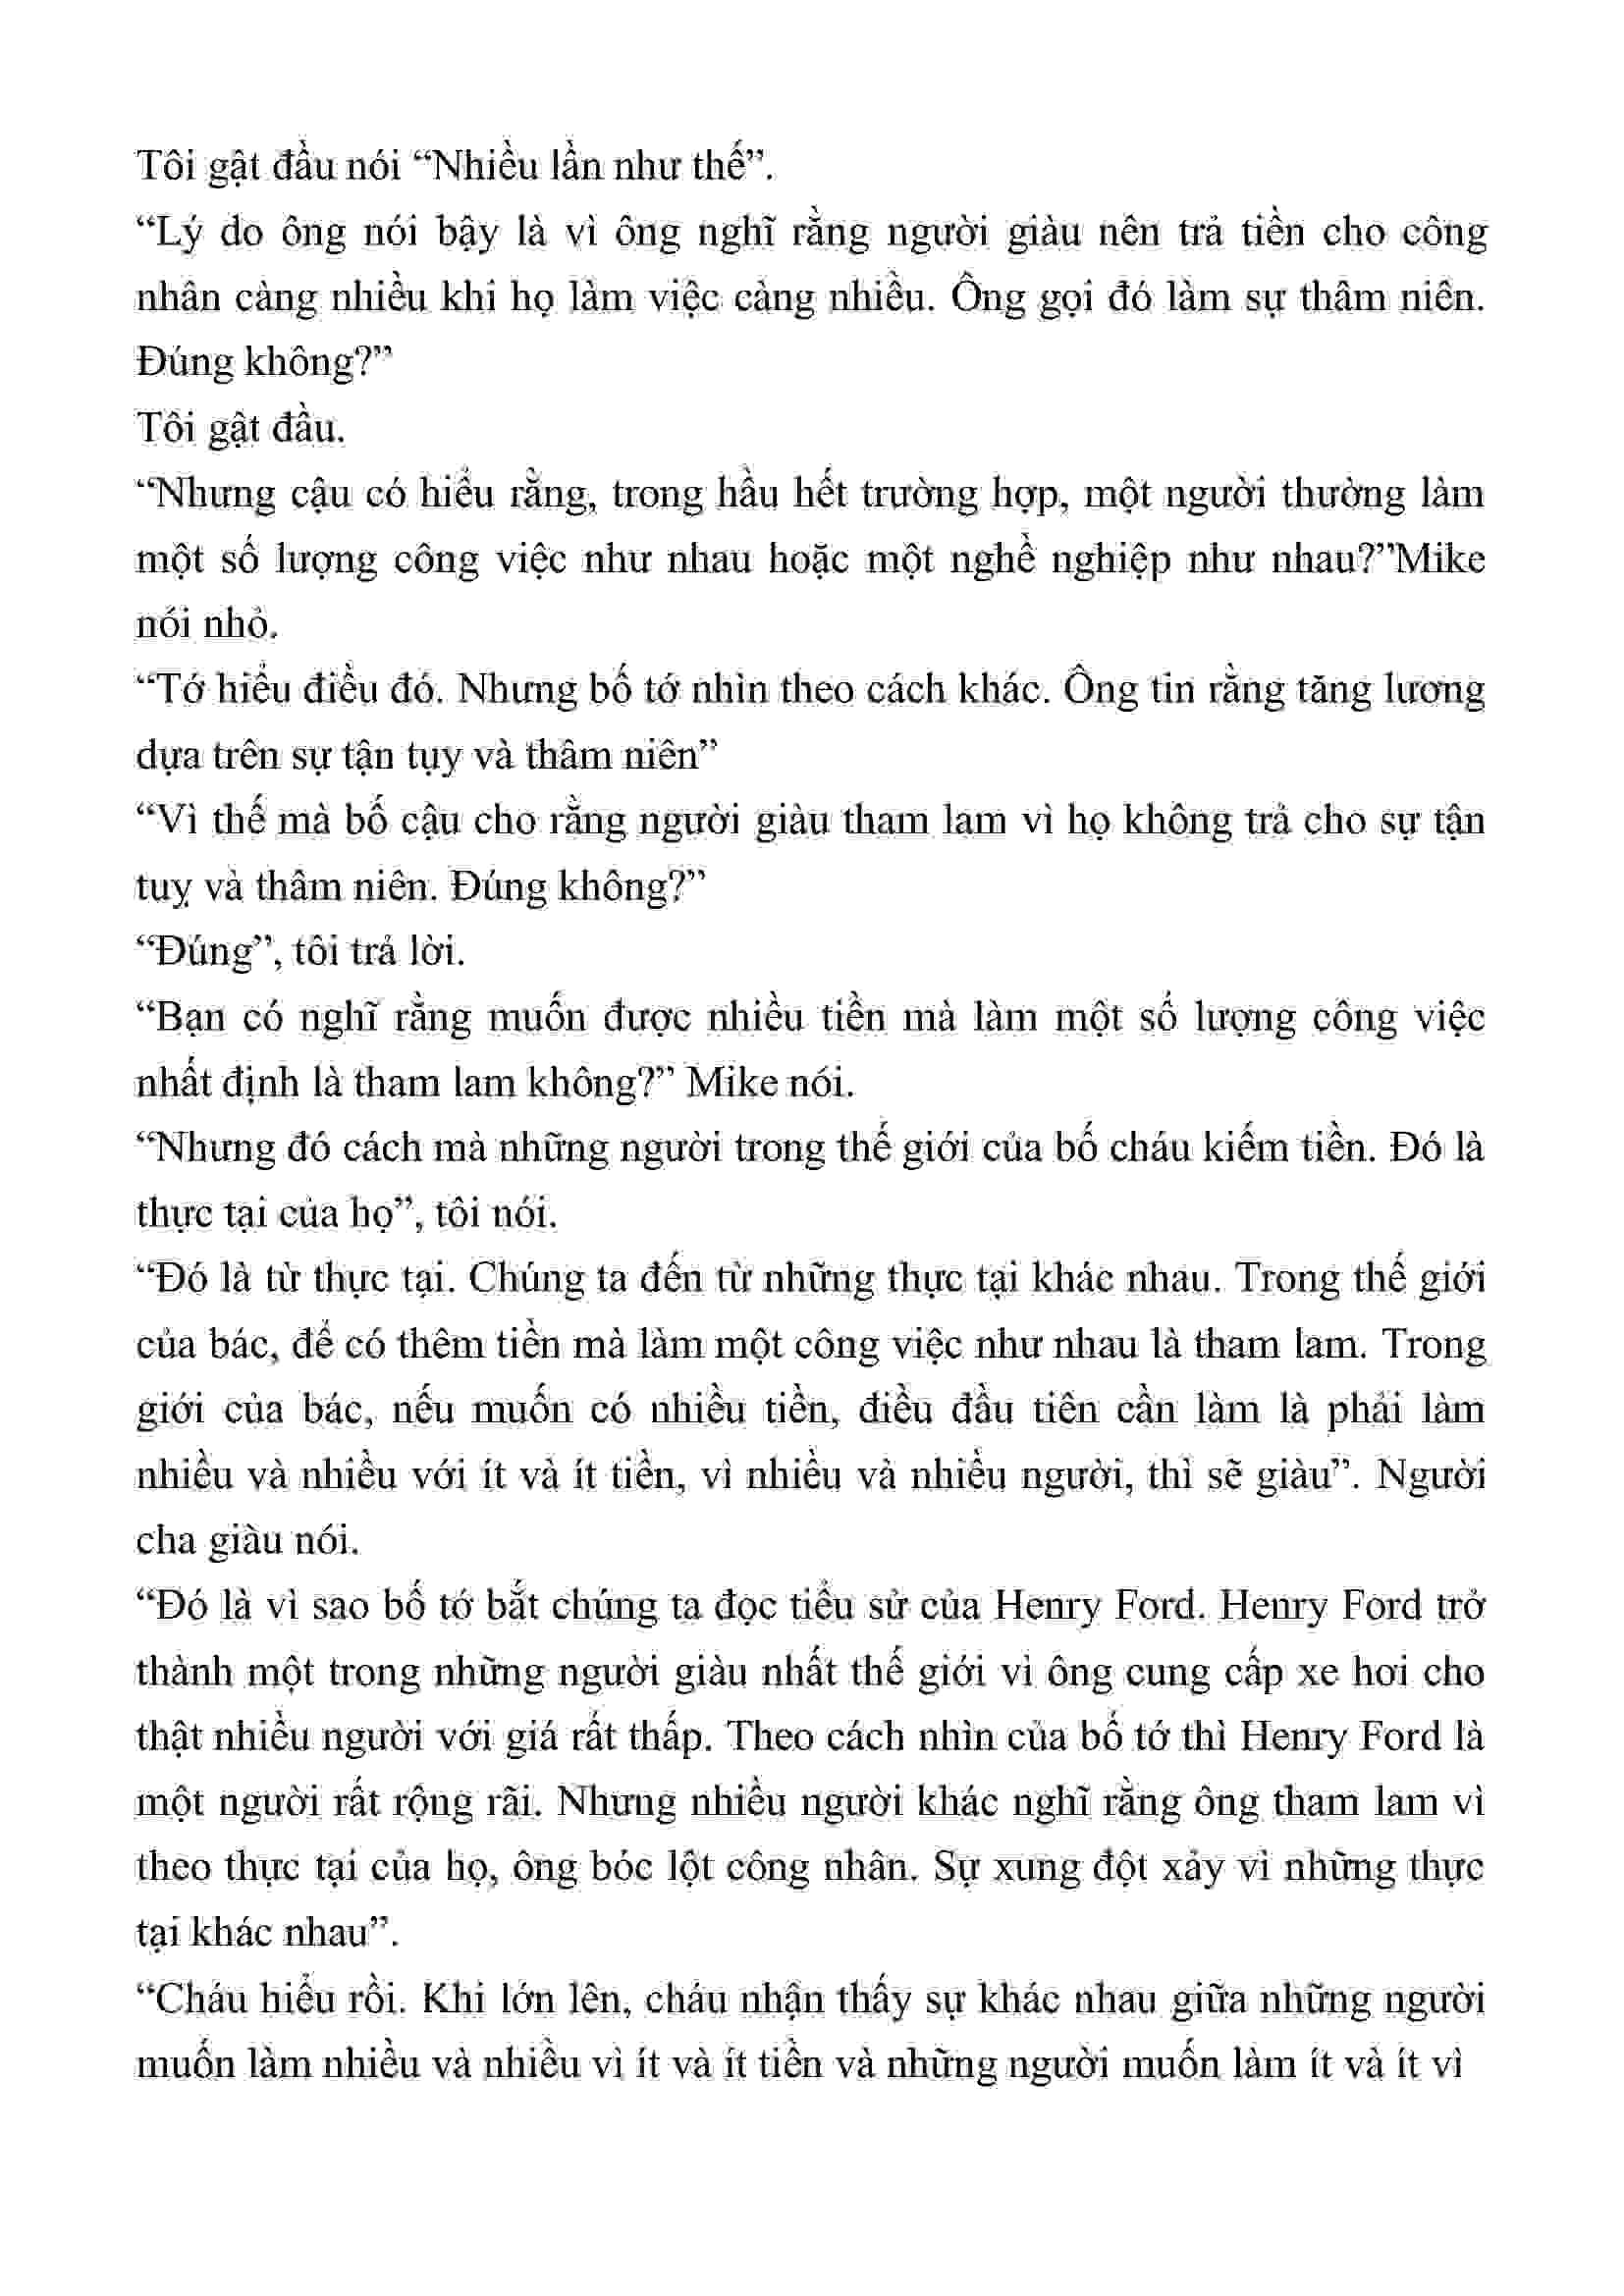 Tôi gật đầu nói “Nhiều lần như thế”.
“Lý do ông nói bậy là vì ông nghĩ rằng người giàu nên trả tiền cho công
nhân càng nhiều khi họ làm việc càng nhiều. Ông gọi đó làm sự thâm niên.
Đúng không?”
Tôi gật đầu.
“Nhưng cậu có hiểu rằng, trong hầu hết trường hợp, một người thường làm
một số lượng công việc như nhau hoặc một nghề nghiệp như nhau?”Mike
nói nhỏ.
“Tớ hiểu điều đó. Nhưng bố tớ nhìn theo cách khác. Ông tin rằng tăng lương
dựa trên sự tận tụy và thâm niên”
“Vì thế mà bố cậu cho rằng người giàu tham lam vì họ không trả cho sự tận
tuỵ và thâm niên. Đúng không?”
“Đúng”, tôi trả lời.
“Bạn có nghĩ rằng muốn được nhiều tiền mà làm một số lượng công việc
nhất định là tham lam không?” Mike nói.
“Nhưng đó cách mà những người trong thế giới của bố cháu kiếm tiền. Đó là
thực tại của họ”, tôi nói.
“Đó là từ thực tại. Chúng ta đến từ những thực tại khác nhau. Trong thế giới
của bác, để có thêm tiền mà làm một công việc như nhau là tham lam. Trong
giới của bác, nếu muốn có nhiều tiền, điều đầu tiên cần làm là phải làm
nhiều và nhiều với ít và ít tiền, vì nhiều và nhiều người, thì sẽ giàu”. Người
cha giàu nói.
“Đó là vì sao bố tớ bắt chúng ta đọc tiểu sử của Henry Ford. Henry Ford trở
thành một trong những người giàu nhất thế giới vì ông cung cấp xe hơi cho
thật nhiều người với giá rất thấp. Theo cách nhìn của bố tớ thì Henry Ford là
một người rất rộng rãi. Nhưng nhiều người khác nghĩ rằng ông tham lam vì
theo thực tại của họ, ông bóc lột công nhân. Sự xung đột xảy vì những thực
tại khác nhau”.
“Cháu hiểu rồi. Khi lớn lên, cháu nhận thấy sự khác nhau giữa những người
muốn làm nhiều và nhiều vì ít và ít tiền và những người muốn làm ít và ít vì